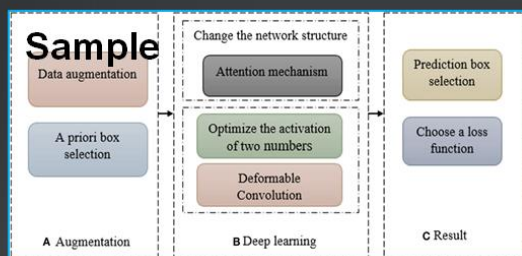 Sample
Data augmentation
A priori box
selection
A Augmentation
Change the network structure
Attention mechanism
Optimize the activation
of two numbers
Deformable
Convolution
B Deep learning
Prediction box
selection
Choose a loss
function
C Result